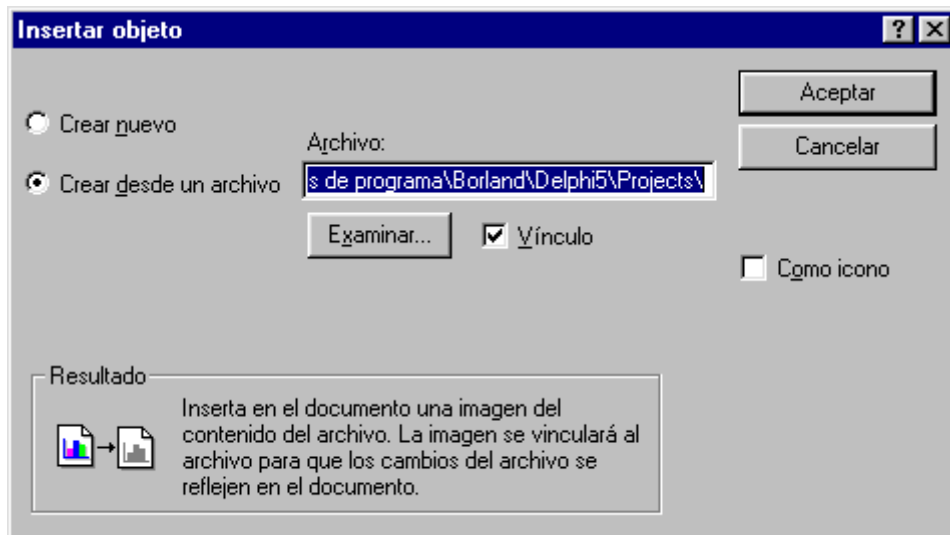 Insertar objeto
Crear nuevo
Crear desde un archivo
Archivo:
s de programa\Borland\Delphi5\Projects\
Examinar...
Vínculo
Aceptar
Cancelar
Como icono
Resultado
Inserta en el documento una imagen del
contenido del archivo. La imagen se vinculará al
archivo para que los cambios del archivo se
reflejen en el documento.